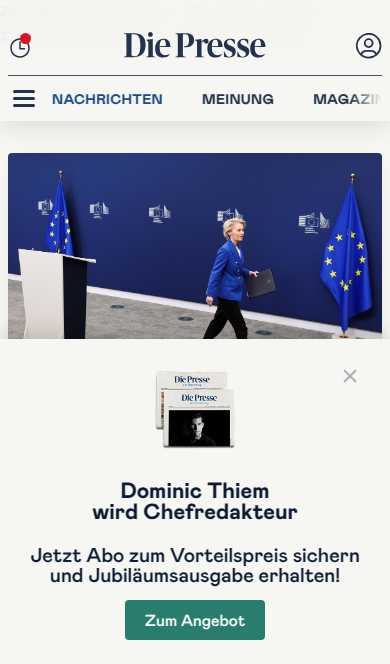 Die Presse
NACHRICHTEN MEINUNG MAGAZIN
Die Presse
Die Presse
Dominic Thiem
wird Chefredakteur
Jetzt Abo zum Vorteilspreis sichern
und Jubiläumsausgabe erhalten!
Zum Angebot